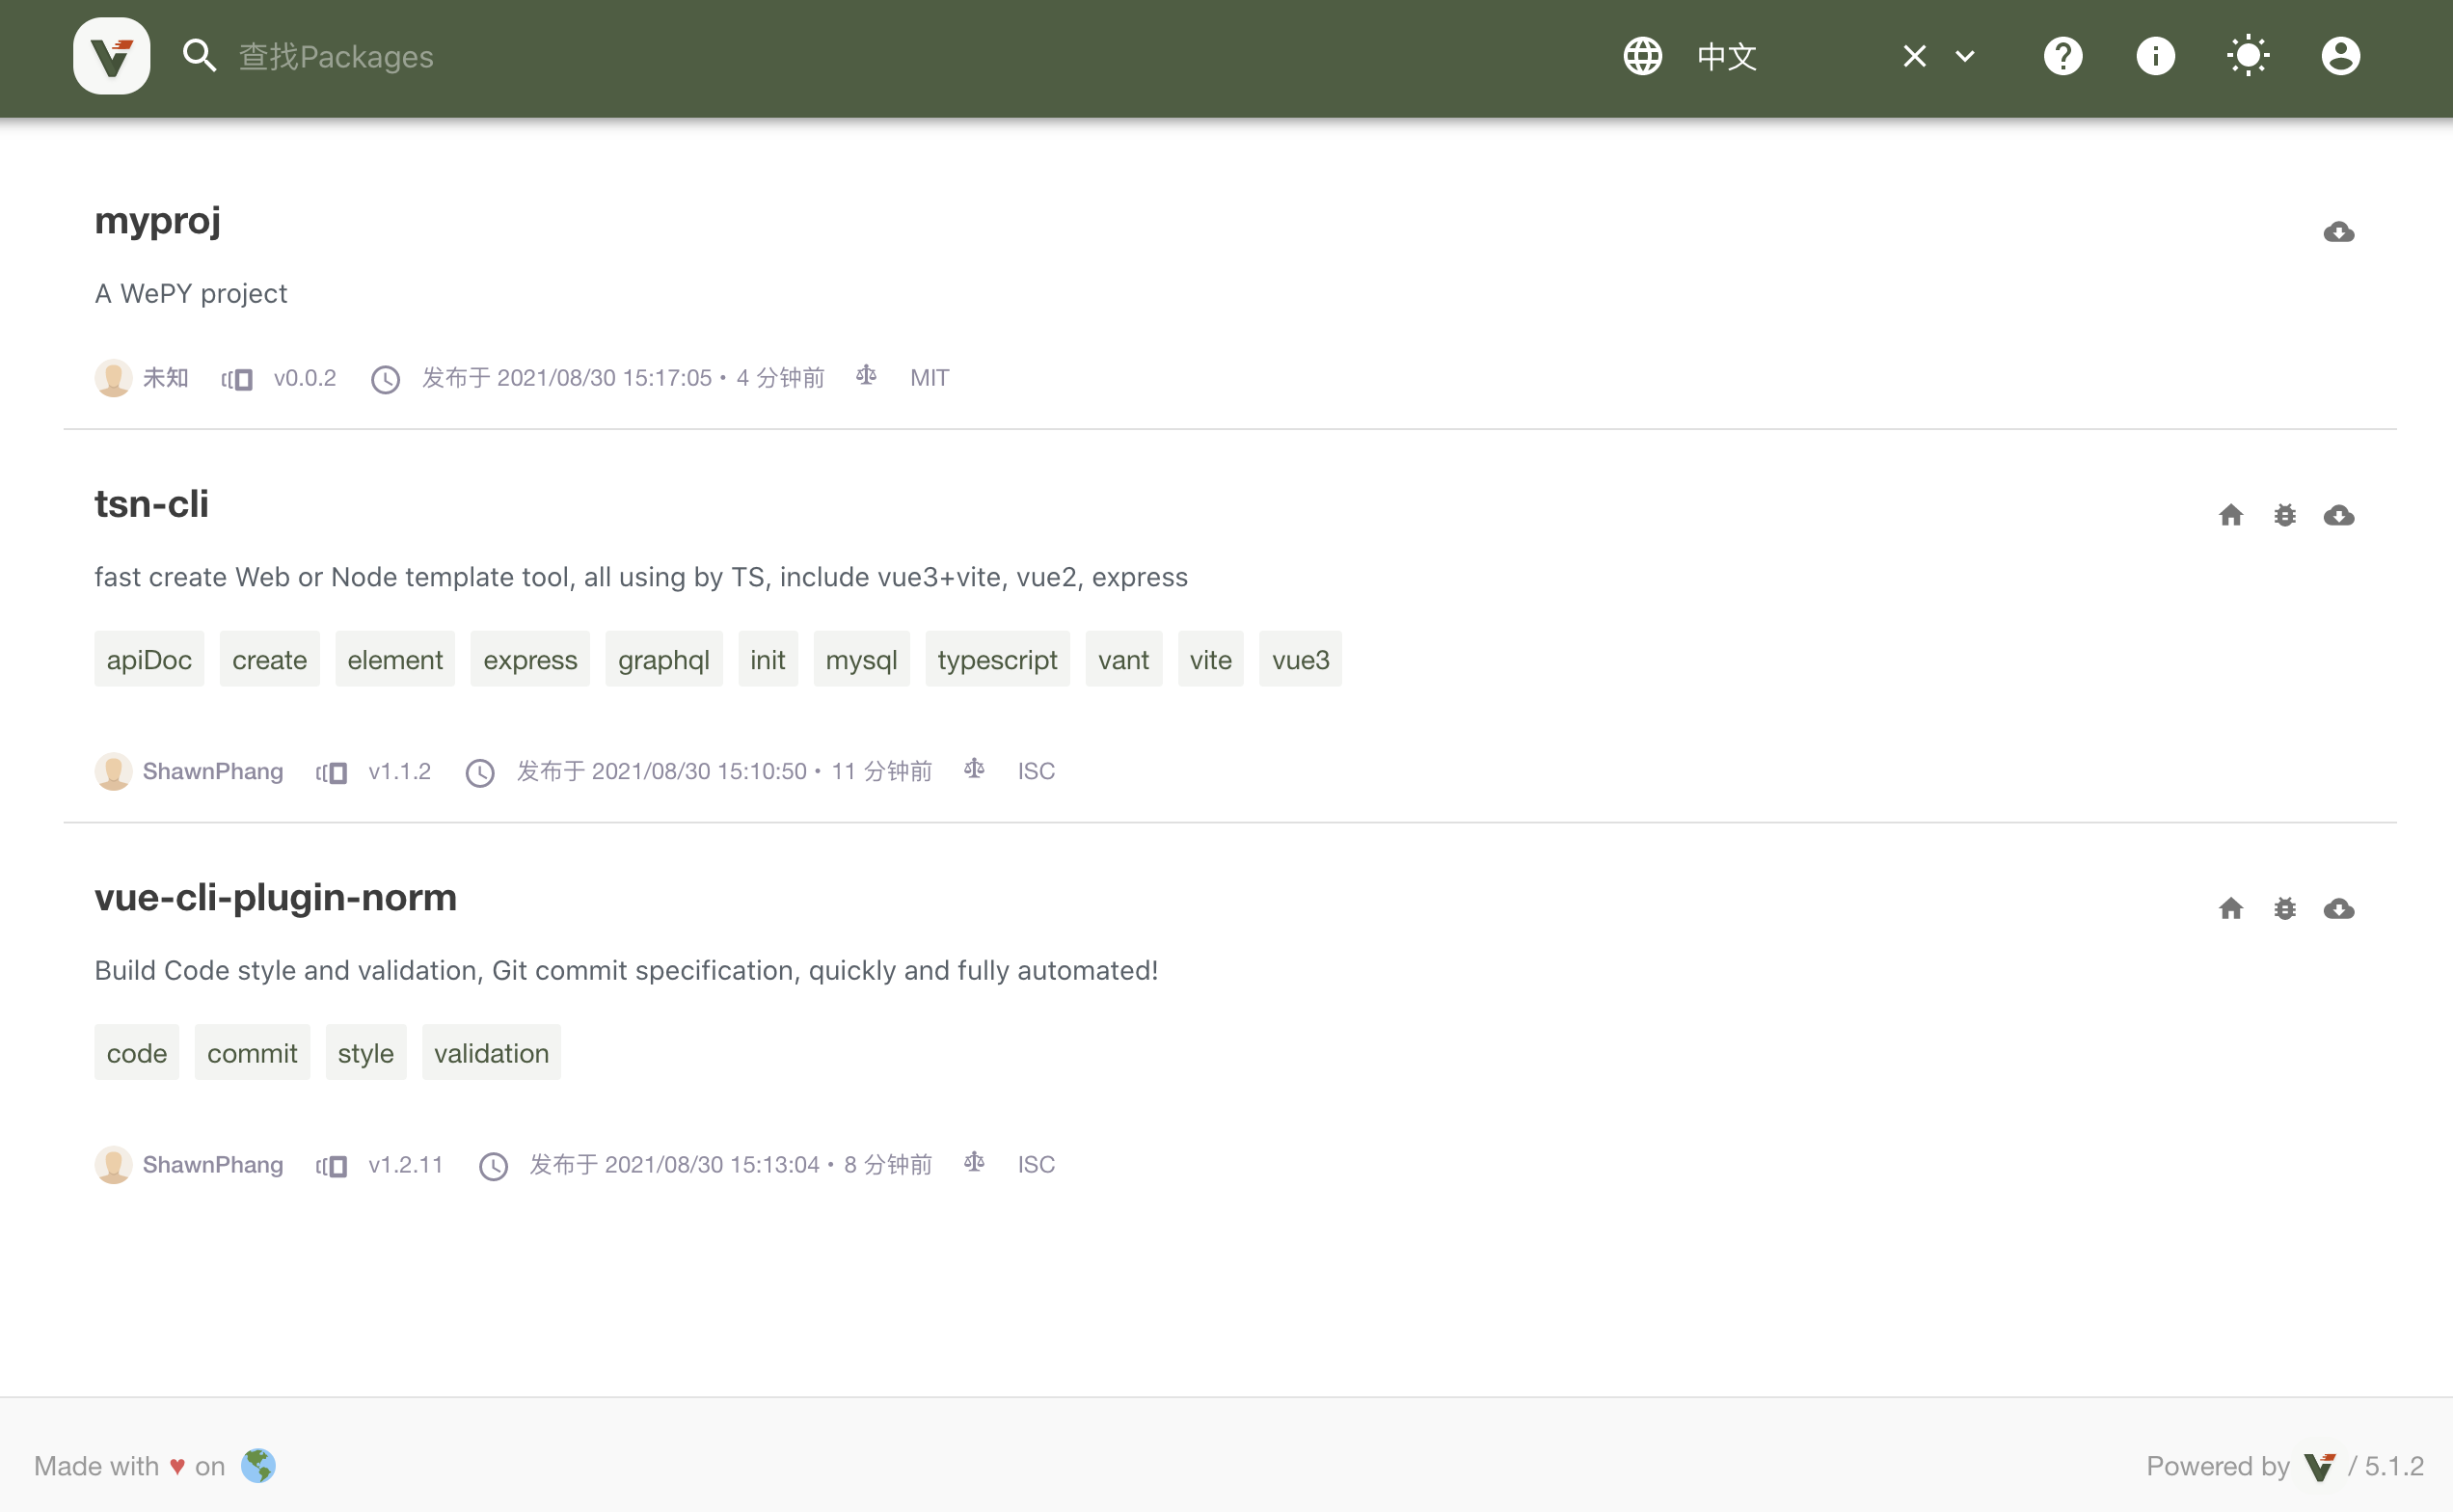 查找Packages 中文
myproj
A WePY project
未知 v0.0.2 发布于 2021/08/30 15:17:05 • 4 分钟前 MIT
tsn-cli
fast create Web or Node template tool, all using by TS, include vue3+vite, vue2, express
apiDoc create element express graphql init mysql typescript vant vite vue3
ShawnPhang v1.1.2 发布于 2021/08/30 15:10:50 • 11 分钟前 ISC
vue-cli-plugin-norm
Build Code style and validation, Git commit specification, quickly and fully automated!
code commit style validation
ShawnPhang v1.2.11 发布于 2021/08/30 15:13:04 • 8 分钟前 ISC
Made with ♥ on
Powered by / 5.1.2